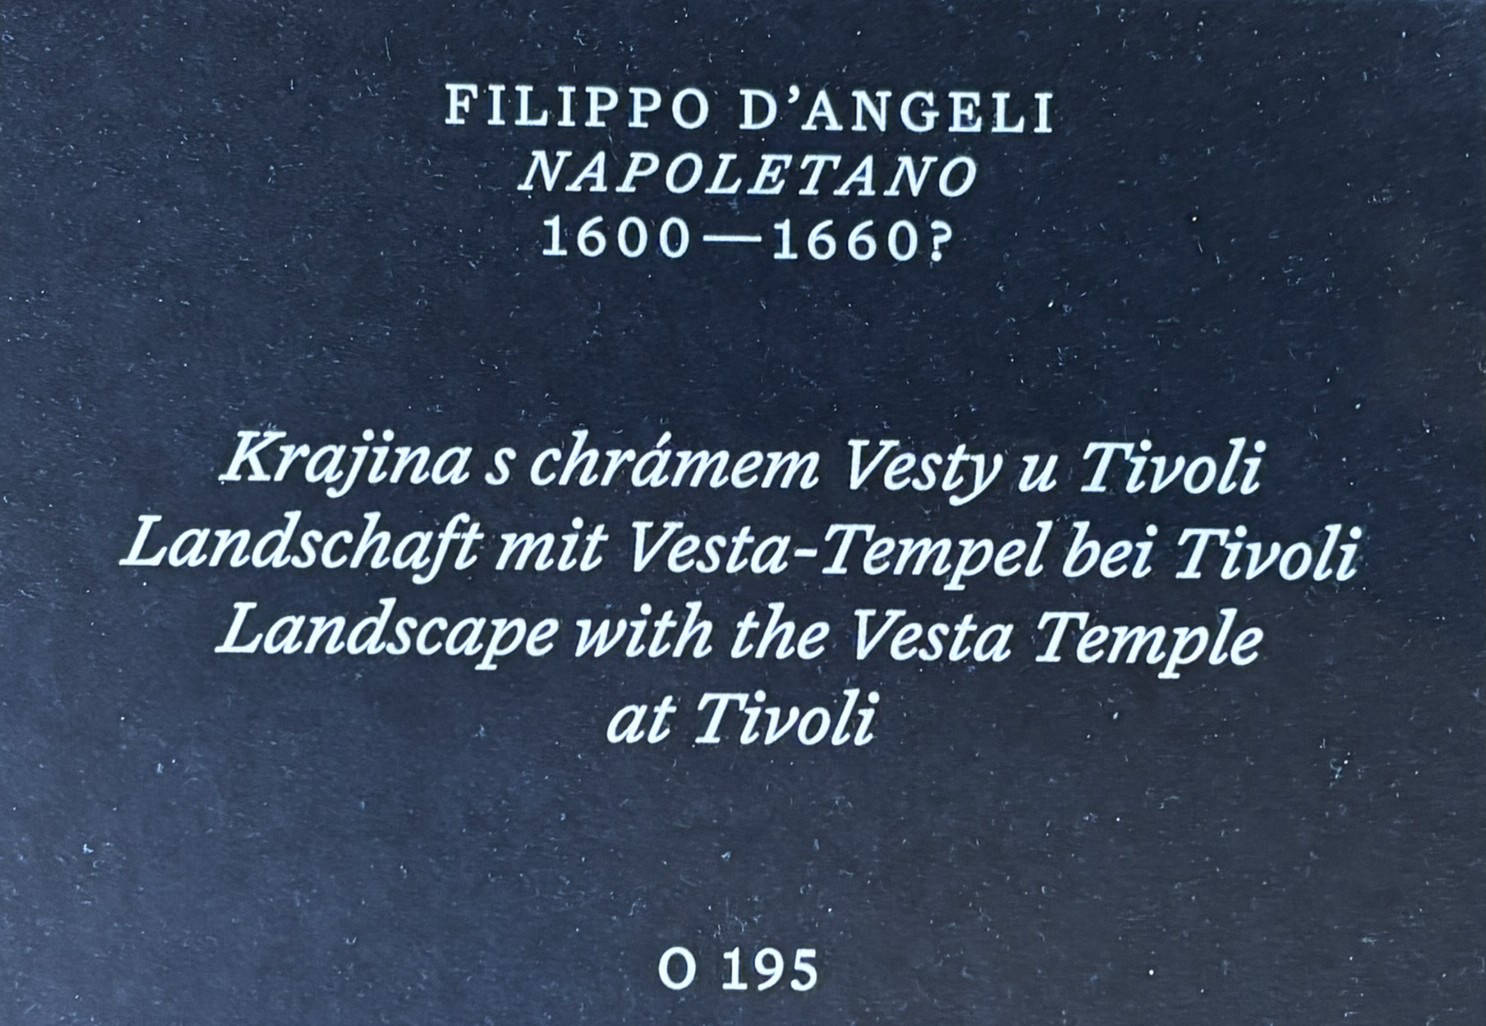 FILIPPO D’ANGELI
NAPOLETANO
1600—1660?
Krajina s chrámem Vesty u Tivoli
Landschaft mit Vesta-Tempel bei Tivoli
Landscape with the Vesta Temple
at Tivoli
O 195